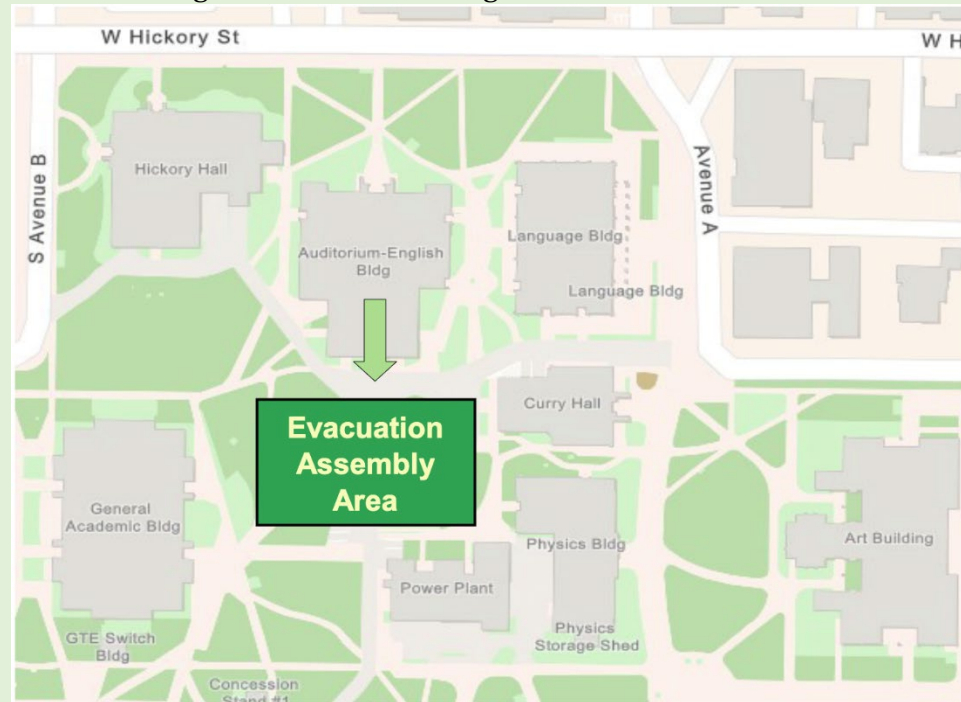 W Hickory St
W H
Hickory Hall
S Avenue B
Avenue A
Auditorium-English
Bldg
Language Bldg
Language Bldg
Evacuation
Assembly
Area
Curry Hall
General
Academic Bldg
Physics Bldg
Art Building
Power Plant
GTE Switch
Bldg
Physics
Storage Shed
Concession
Stand #1